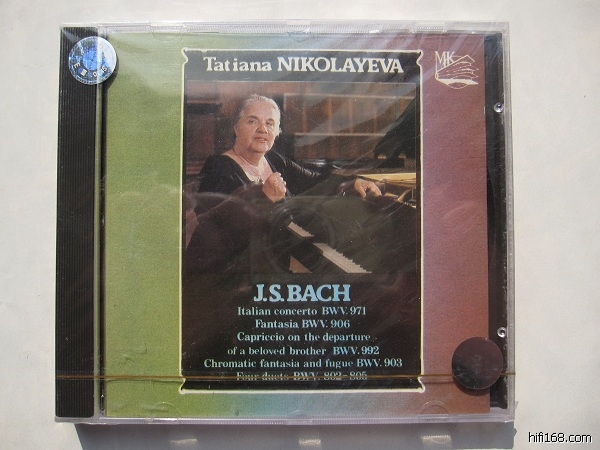 Tatiana NIKOLAYEVA
MK
J.S. BACH
Italian concerto BWV. 971
Fantasia BWV. 906
Capriccio on the departure
of a beloved brother BWV. 992
Chromatic fantasia and fugue BWV. 903
Four duets BWV. 802-805
hifi168.com